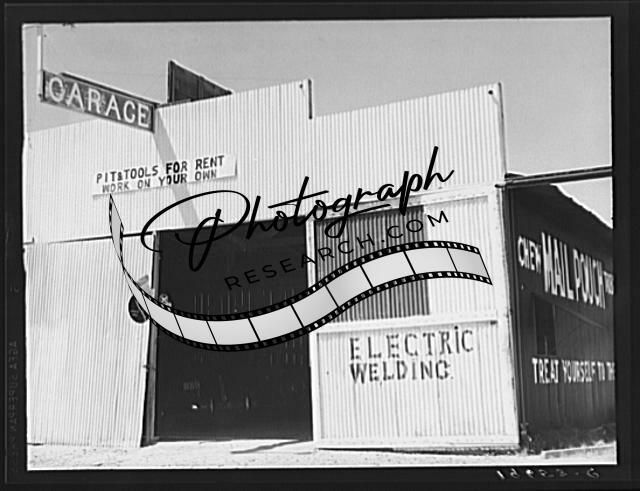 GARAGE
PIT & TOOLS FOR RENT
WORK ON YOUR OWN
Photograph
RESEARCH.COM
ELECTRIC
WELDING.
CHEW MAIL POUCH
TREAT YOURSELF TO THE